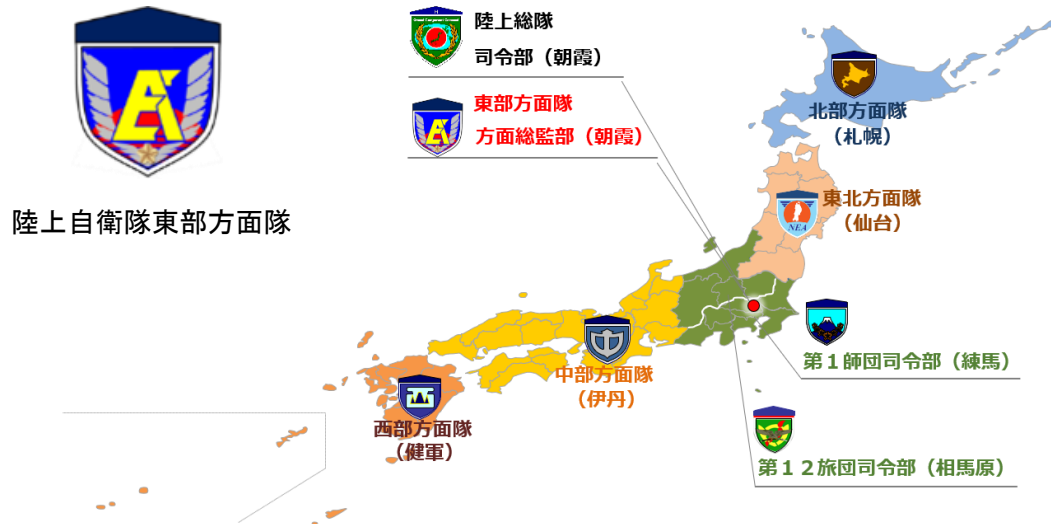 陸上自衛隊東部方面隊
陸上総隊
司令部（朝霞）
東部方面隊
方面総監部（朝霞）
北部方面隊
（札幌）
東北方面隊
（仙台）
NEA
第１師団司令部（練馬）
中部方面隊
（伊丹）
西部方面隊
（健軍）
第１２旅団司令部（相馬原）